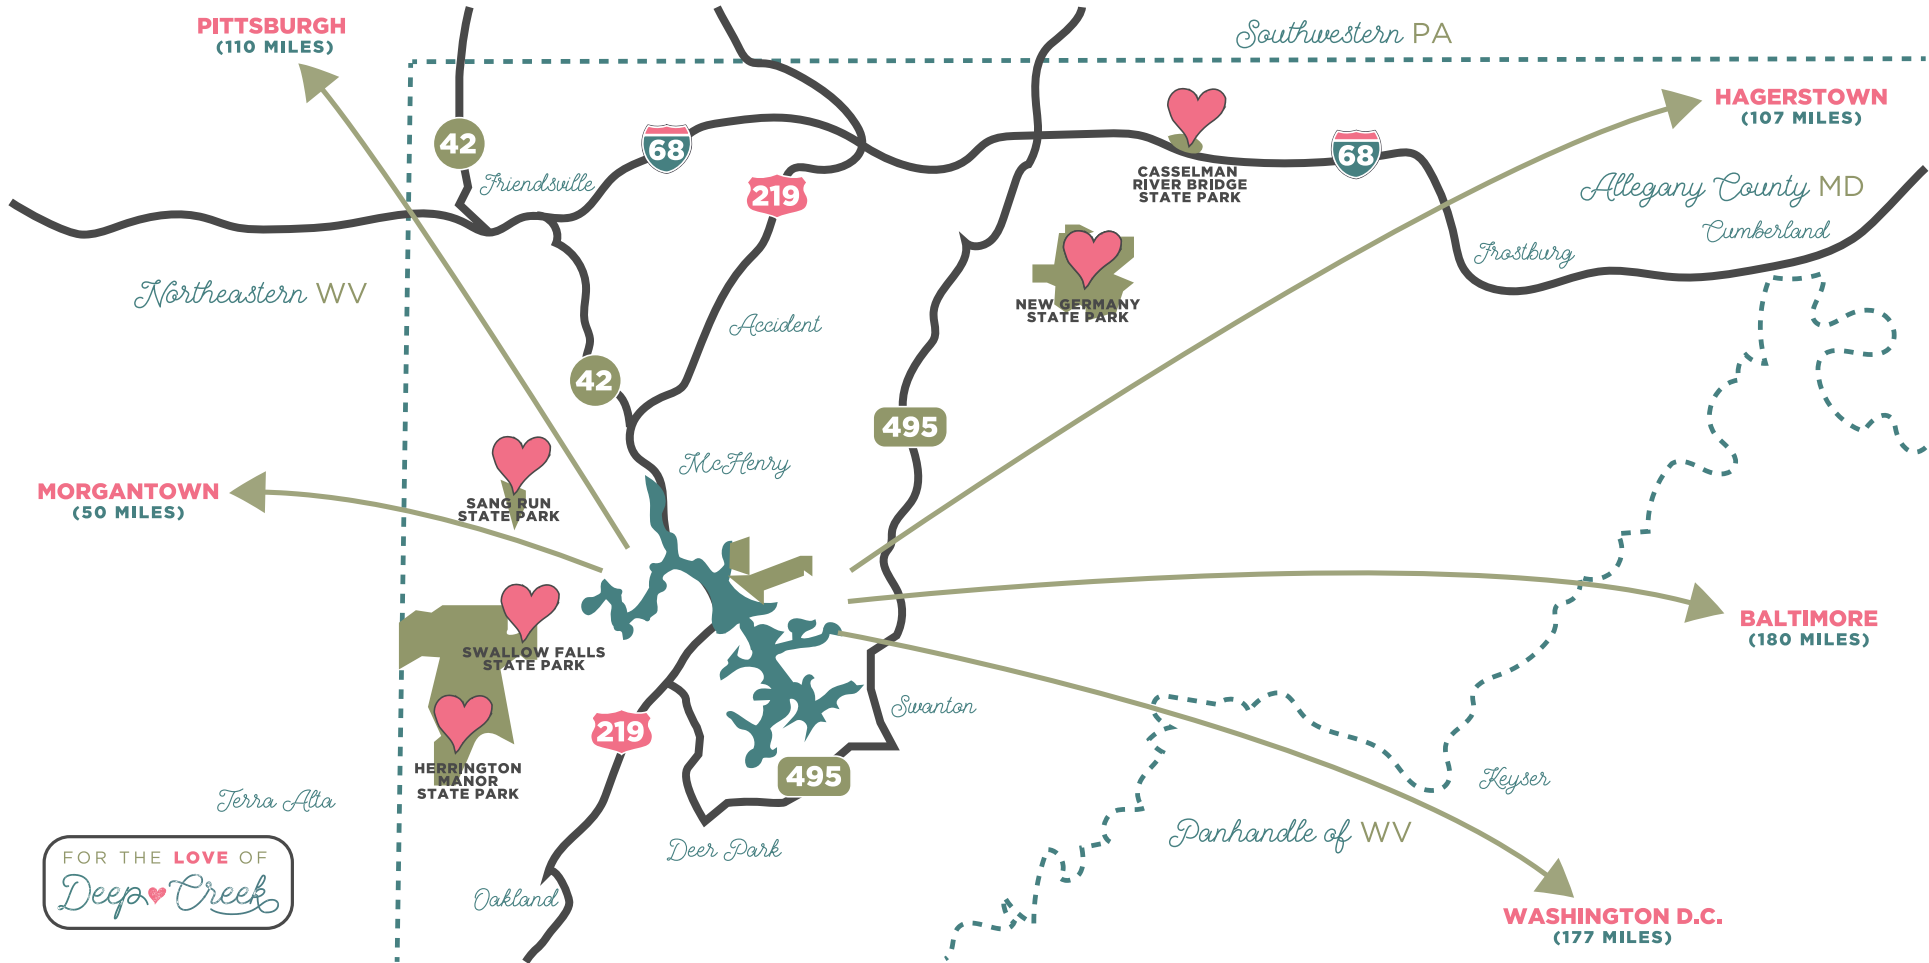 PITTSBURGH
(110 MILES)
Southwestern PA
HAGERSTOWN
(107 MILES)
42
68
68
Friendsville
219
CASSELMAN
RIVER BRIDGE
STATE PARK
Allegany County MD
Cumberland
Frostburg
Northeastern WV
NEW GERMANY
STATE PARK
Accident
42
495
McHenry
MORGANTOWN
(50 MILES)
SANG RUN
STATE PARK
BALTIMORE
(180 MILES)
SWALLOW FALLS
STATE PARK
Swanton
219
HERRINGTON
MANOR
STATE PARK
495
Keyser
Terra Alta
Panhandle of WV
Deer Park
FOR THE LOVE OF
Deep Creek
Oakland
WASHINGTON D.C.
(177 MILES)